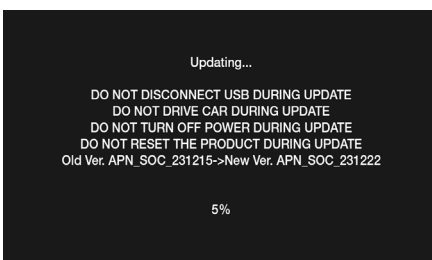 Updating...
DO NOT DISCONNECT USB DURING UPDATE
DO NOT DRIVE CAR DURING UPDATE
DO NOT TURN OFF POWER DURING UPDATE
DO NOT RESET THE PRODUCT DURING UPDATE
Old Ver. APN_SOC_231215->New Ver. APN_SOC_231222
5%